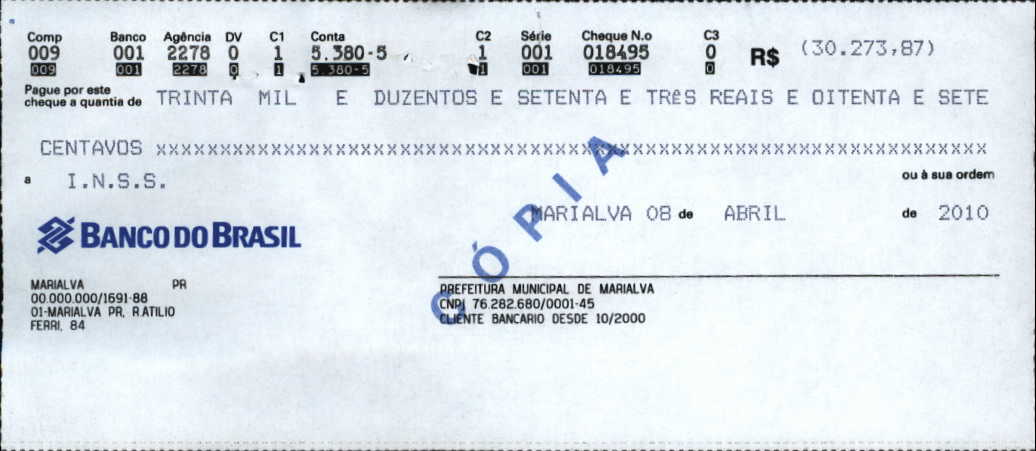 Comp Banco Agência DV C1 Conta C2 Série Cheque N.o C3
009 001 2278 0 1 5.380-5 1 001 018495 0 R$ (30.273,87)
009 001 2278 0 1 5.380-5 1 001 018495 0
Pague por este
cheque a quantia de TRINTA MIL E DUZENTOS E SETENTA E TRÊS REAIS E OITENTA E SETE
CENTAVOS xxxxxxxxxxxxxxxxxxxxxxxxxxxxxxxxxxxxxxxxxxxxxxxxxxxxxxxxxxxxxxxxxxxxxxx
a I.N.S.S. ou à sua ordem
MARIALVA 08 de ABRIL de 2010
BANCO DO BRASIL
CÓPIA
MARIALVA PR
00.000.000/1691-88
01-MARIALVA PR, R ATILIO
FERRI, 84
PREFEITURA MUNICIPAL DE MARIALVA
CNPJ 76.282.680/0001-45
CLIENTE BANCARIO DESDE 10/2000